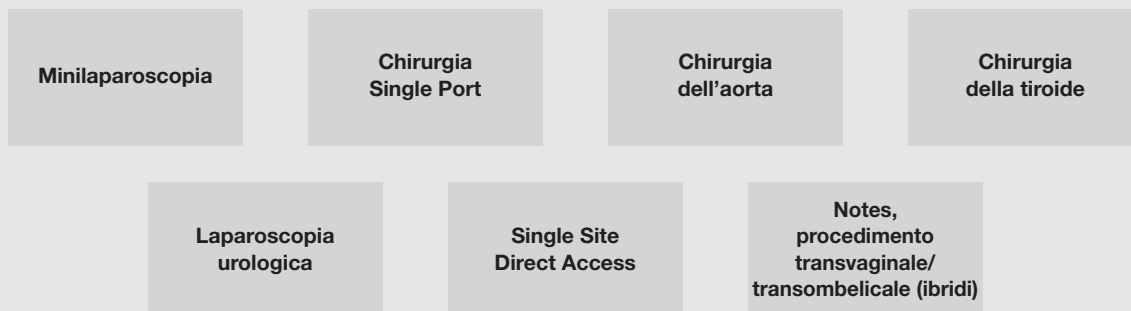 Minilaparoscopia
Chirurgia
Single Port
Chirurgia
dell’aorta
Chirurgia
della tiroide
Laparoscopia
urologica
Single Site
Direct Access
Notes,
procedimento
transvaginale/
transombelicale (ibridi)